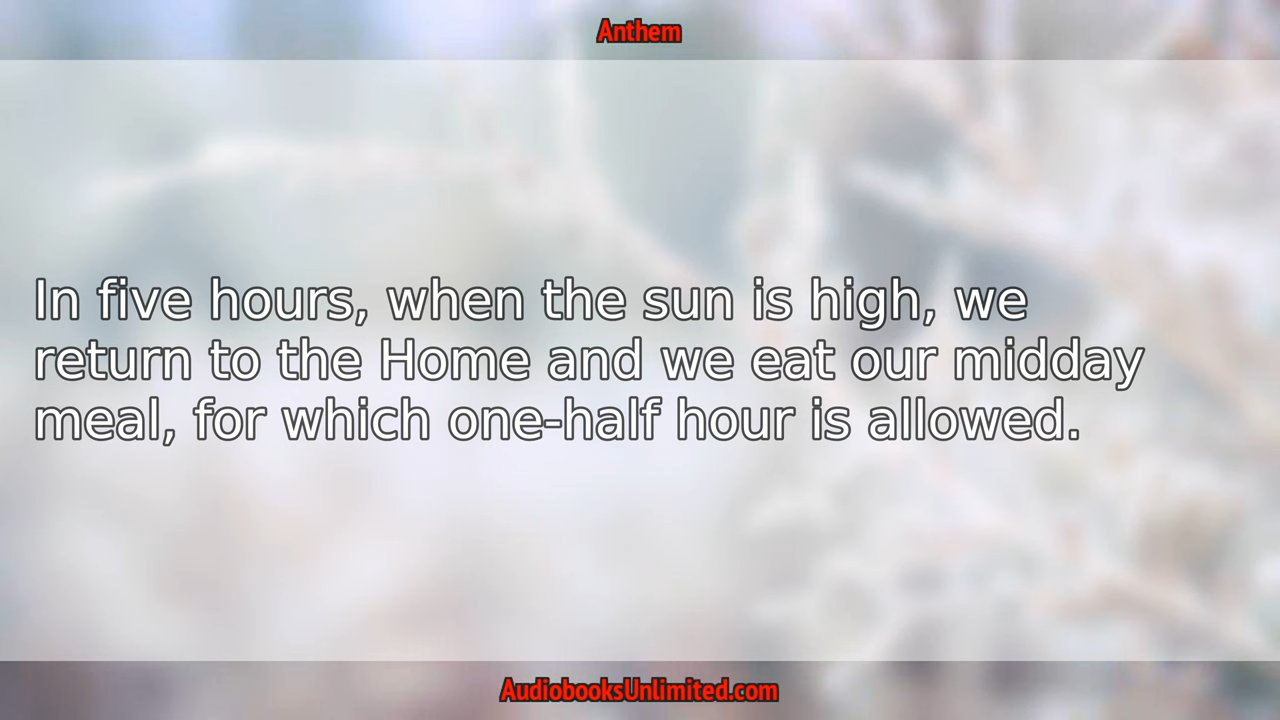 Anthem
In five hours, when the sun is high, we
return to the Home and we eat our midday
meal, for which one-half hour is allowed.
AudiobooksUnlimited.com